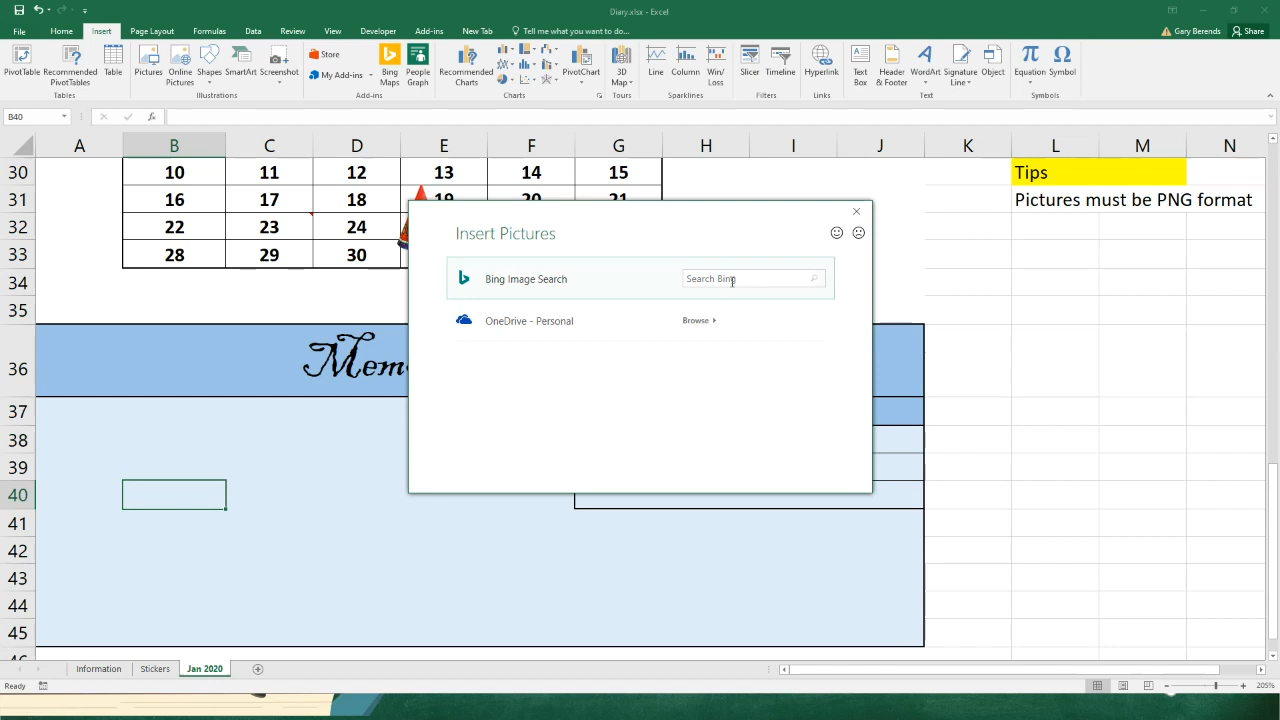 Diary.xlsx - Excel
File Home Insert Page Layout Formulas Data Review View Developer Add-ins New Tab Tell me what you want to do... Gary Berends Share
PivotTable Recommended PivotTables Table Pictures Online Pictures Shapes SmartArt Screenshot Store My Add-ins Bing Maps People Graph Recommended Charts PivotChart 3D Map Line Column Win/Loss Slicer Timeline Hyperlink Text Box Header & Footer WordArt Signature Line Object Equation Symbol
Tables Illustrations Add-ins Charts Tours Sparklines Filters Links Text Symbols
B40 fx
A B C D E F G H I J K L M N
30 10 11 12 13 14 15 Tips
31 16 17 18 19 20 21 Pictures must be PNG format
32 22 23 24
33 28 29 30
34
35
36 Mem
37
38
39
40
41
42
43
44
45
Insert Pictures
Bing Image Search Search Bing
OneDrive - Personal Browse
Information Stickers Jan 2020
Ready 205%